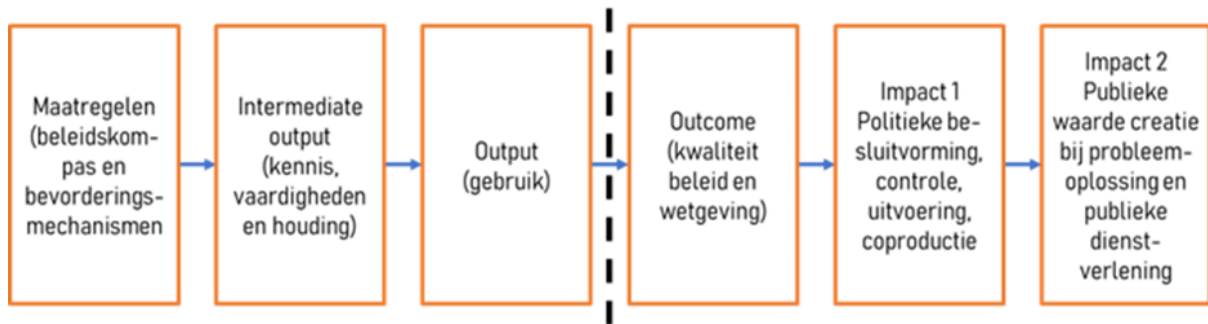 Maatregelen
(beleidskom-
pas en
bevorderings-
mechanismen
Intermediate
output
(kennis,
vaardigheden
en houding)
Output
(gebruik)
Outcome
(kwaliteit
beleid en
wetgeving)
Impact 1
Politieke be-
sluitvorming,
controle,
uitvoering,
coproductie
Impact 2
Publieke
waarde creatie
bij probleem-
oplossing en
publieke
dienst-
verlening